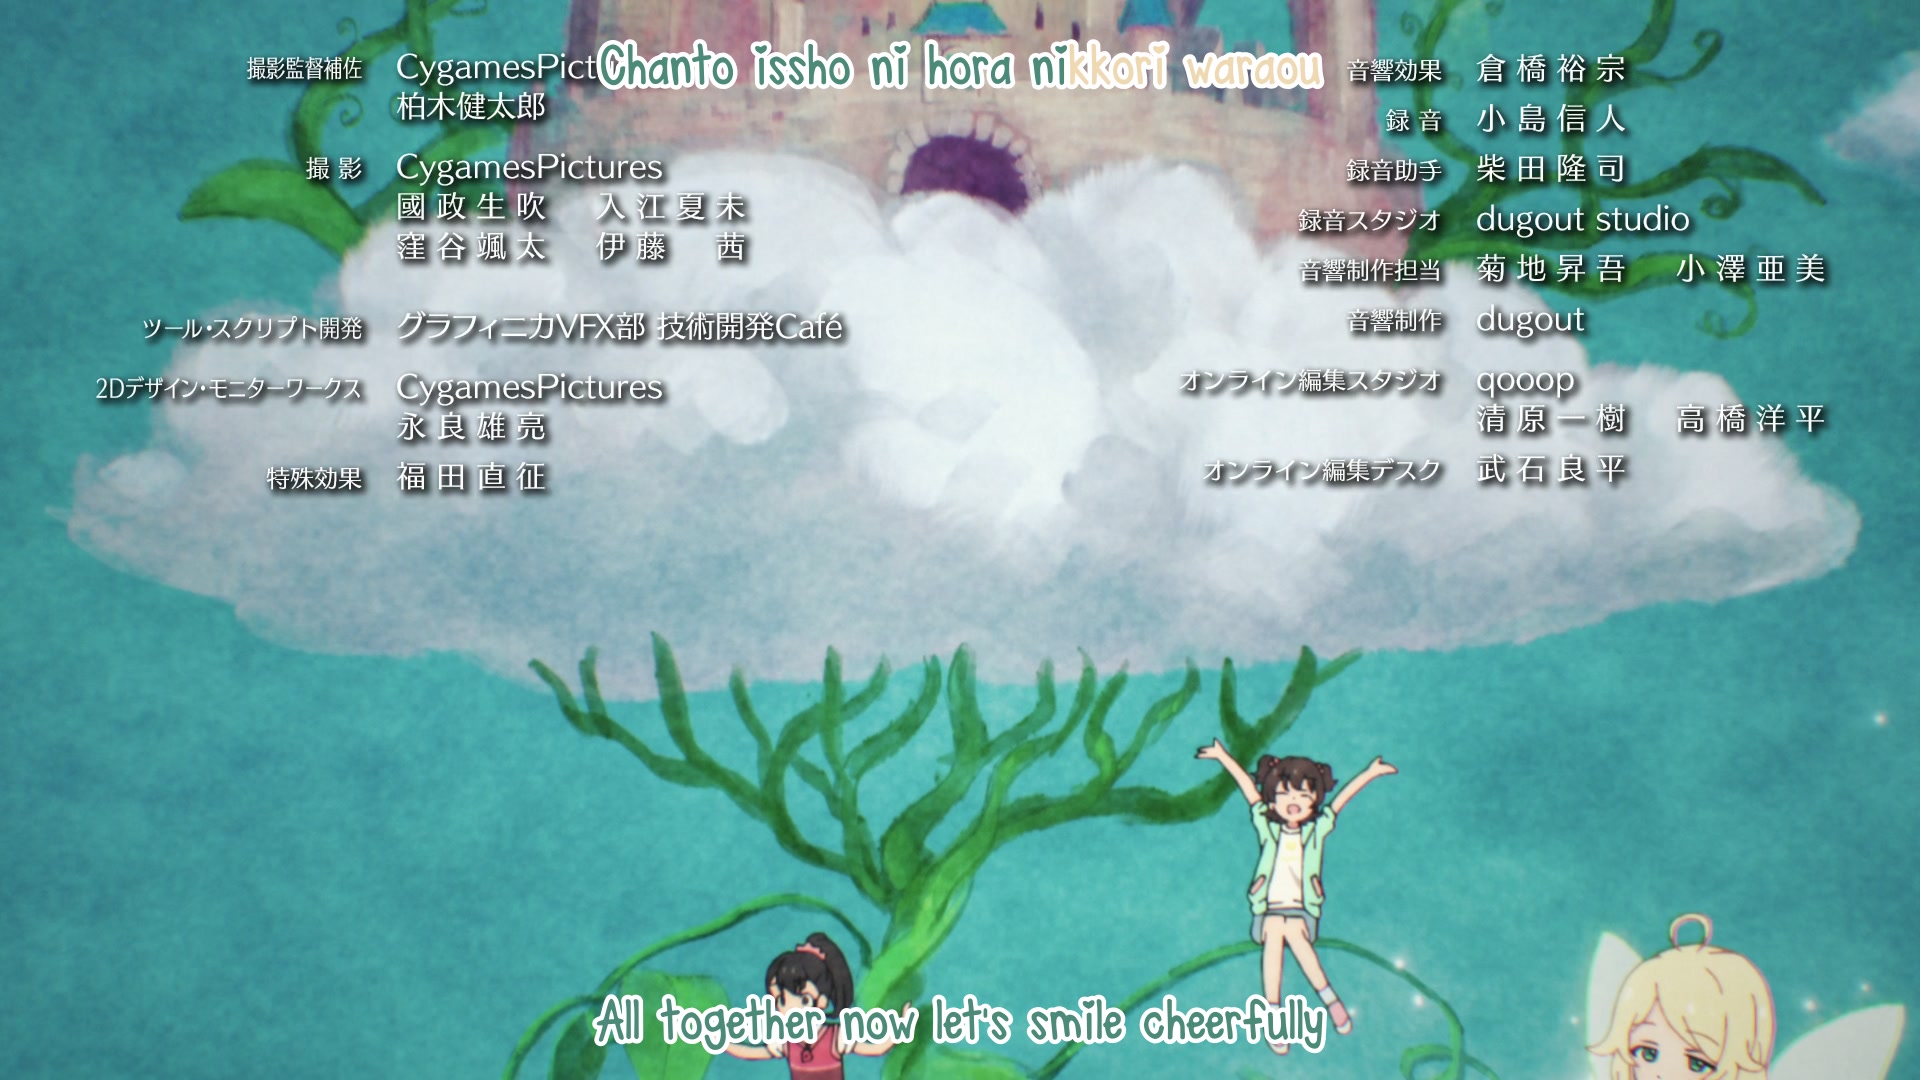 Chanto issho ni hora nikkori waraou
撮影監督補佐 CygamesPict
柏木健太郎
撮影 CygamesPictures
國政生吹 入江夏未
窪谷颯太 伊藤 茜
ツール・スクリプト開発 グラフィニカVFX部 技術開発Café
2Dデザイン・モニターワークス CygamesPictures
永良雄亮
特殊効果 福田直征
音響効果 倉橋裕宗
録音 小島信人
録音助手 柴田隆司
録音スタジオ dugout studio
音響制作担当 菊地昇吾 小澤亜美
音響制作 dugout
オンライン編集スタジオ qooop
清原一樹 高橋洋平
オンライン編集デスク 武石良平
All together now let's smile cheerfully